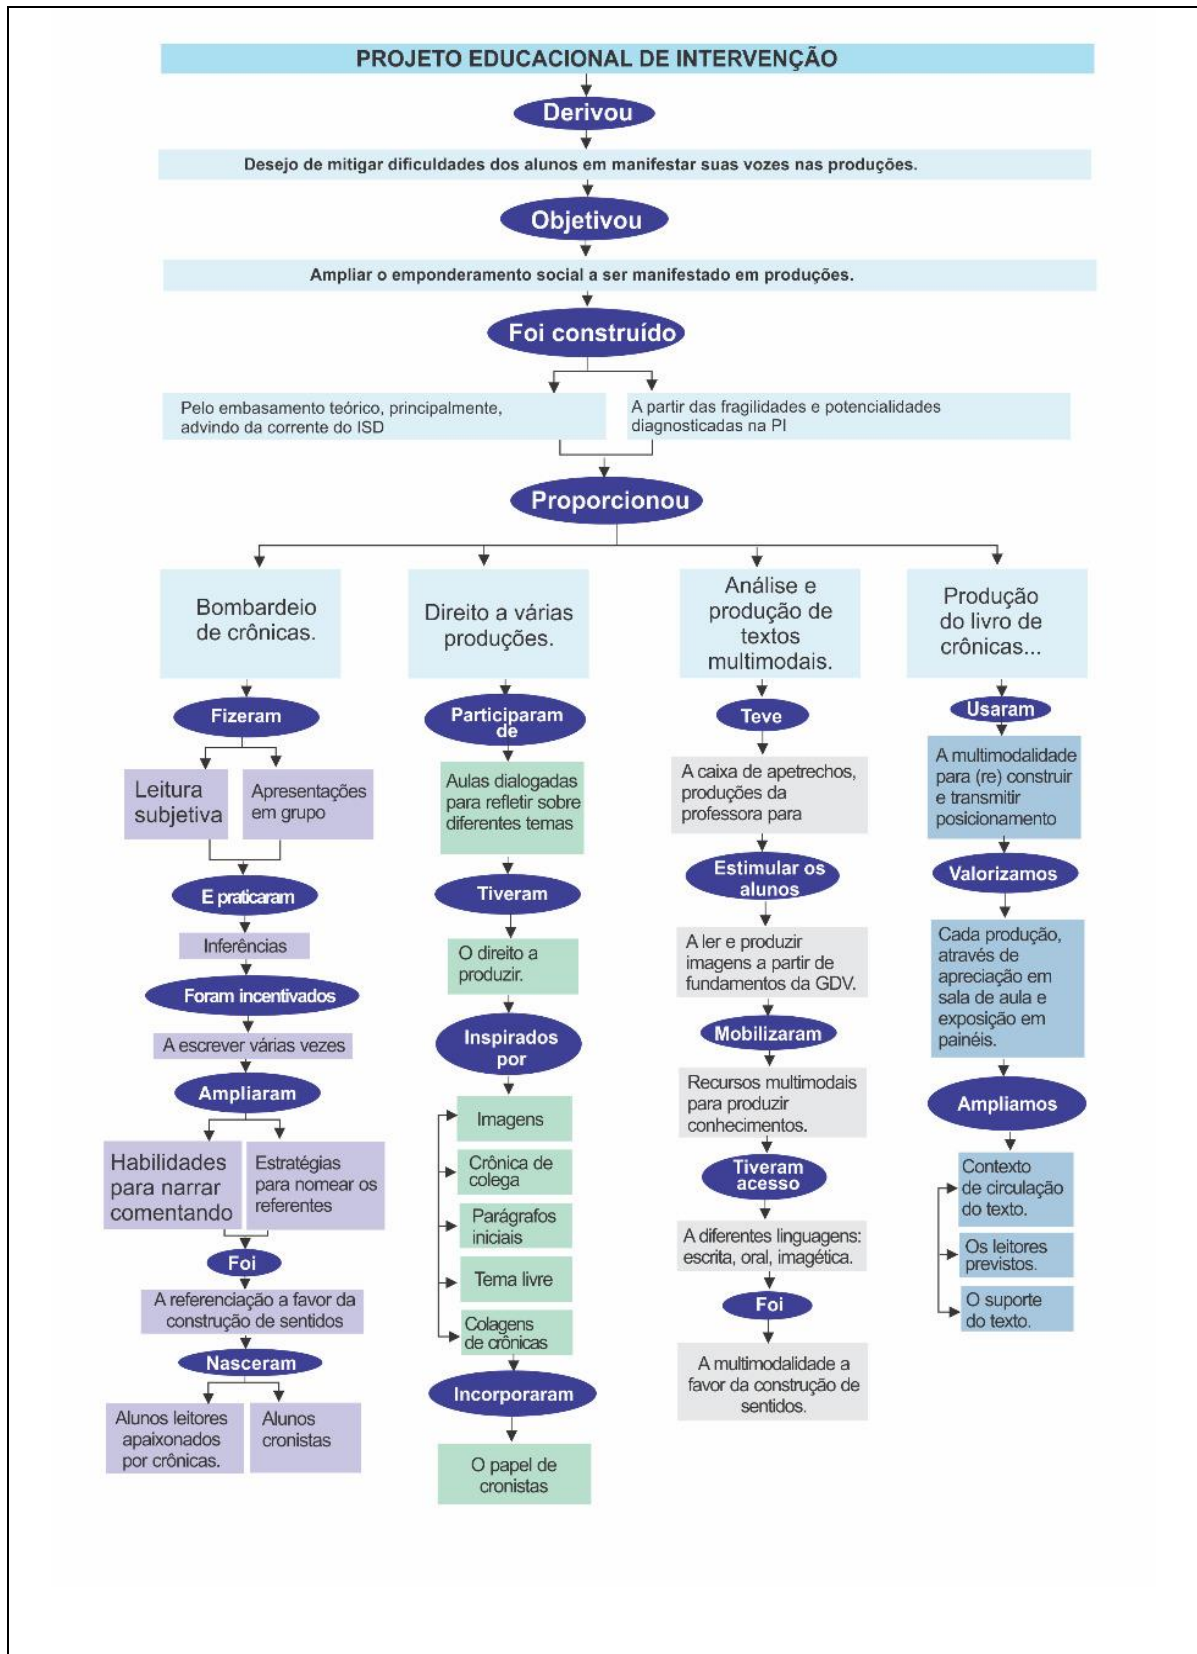 PROJETO EDUCACIONAL DE INTERVENÇÃO
Derivou
Desejo de mitigar dificuldades dos alunos em manifestar suas vozes nas produções.
Objetivou
Ampliar o emponderamento social a ser manifestado em produções.
Foi construído
Pelo embasamento teórico, principalmente,
advindo da corrente do ISD
A partir das fragilidades e potencialidades
diagnosticadas na PI
Proporcionou
Bombardeio
de crônicas.
Fizeram
Leitura
subjetiva
Apresentações
em grupo
E praticaram
Inferências
Foram incentivados
A escrever várias vezes
Ampliaram
Habilidades
para narrar
comentando
Estratégias
para nomear os
referentes
Foi
A referenciação a favor da
construção de sentidos
Nasceram
Alunos leitores
apaixonados
por crônicas.
Alunos
cronistas
Direito a várias
produções.
Participaram
de
Aulas dialogadas
para refletir sobre
diferentes temas
Tiveram
O direito a
produzir.
Inspirados
por
Imagens
Crônica de
colega
Parágrafos
iniciais
Tema livre
Colagens
de crônicas
Incorporaram
O papel de
cronistas
Análise e
produção de
textos
multimodais.
Teve
A caixa de apetrechos,
produções da
professora para
Estimular os
alunos
A ler e produzir
imagens a partir de
fundamentos da GDV.
Mobilizaram
Recursos multimodais
para produzir
conhecimentos.
Tiveram
acesso
A diferentes linguagens:
escrita, oral, imagética.
Foi
A multimodalidade a
favor da construção de
sentidos.
Produção
do livro de
crônicas...
Usaram
A multimodalidade
para (re) construir
e transmitir
posicionamento
Valorizamos
Cada produção,
através de
apreciação em
sala de aula e
exposição em
painéis.
Ampliamos
Contexto
de circulação
do texto.
Os leitores
previstos.
O suporte
do texto.